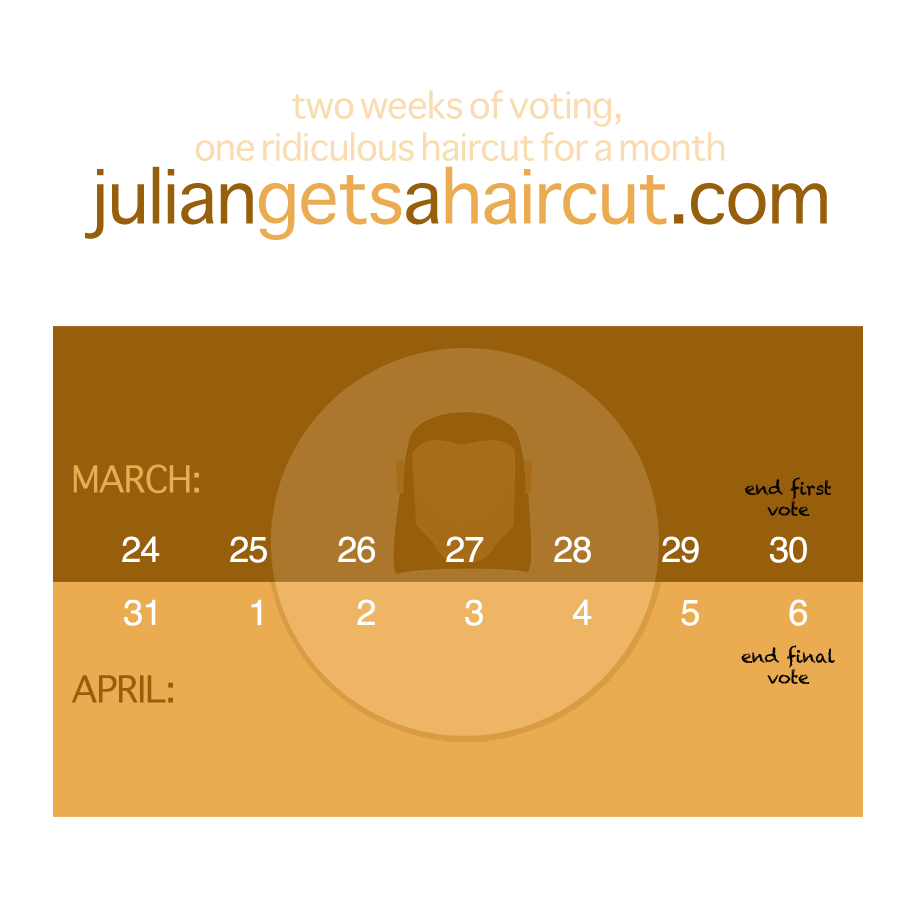 two weeks of voting,
one ridiculous haircut for a month
juliangetsahaircut.com
MARCH:
end first
vote
24 25 26 27 28 29 30
31 1 2 3 4 5 6
end final
vote
APRIL: